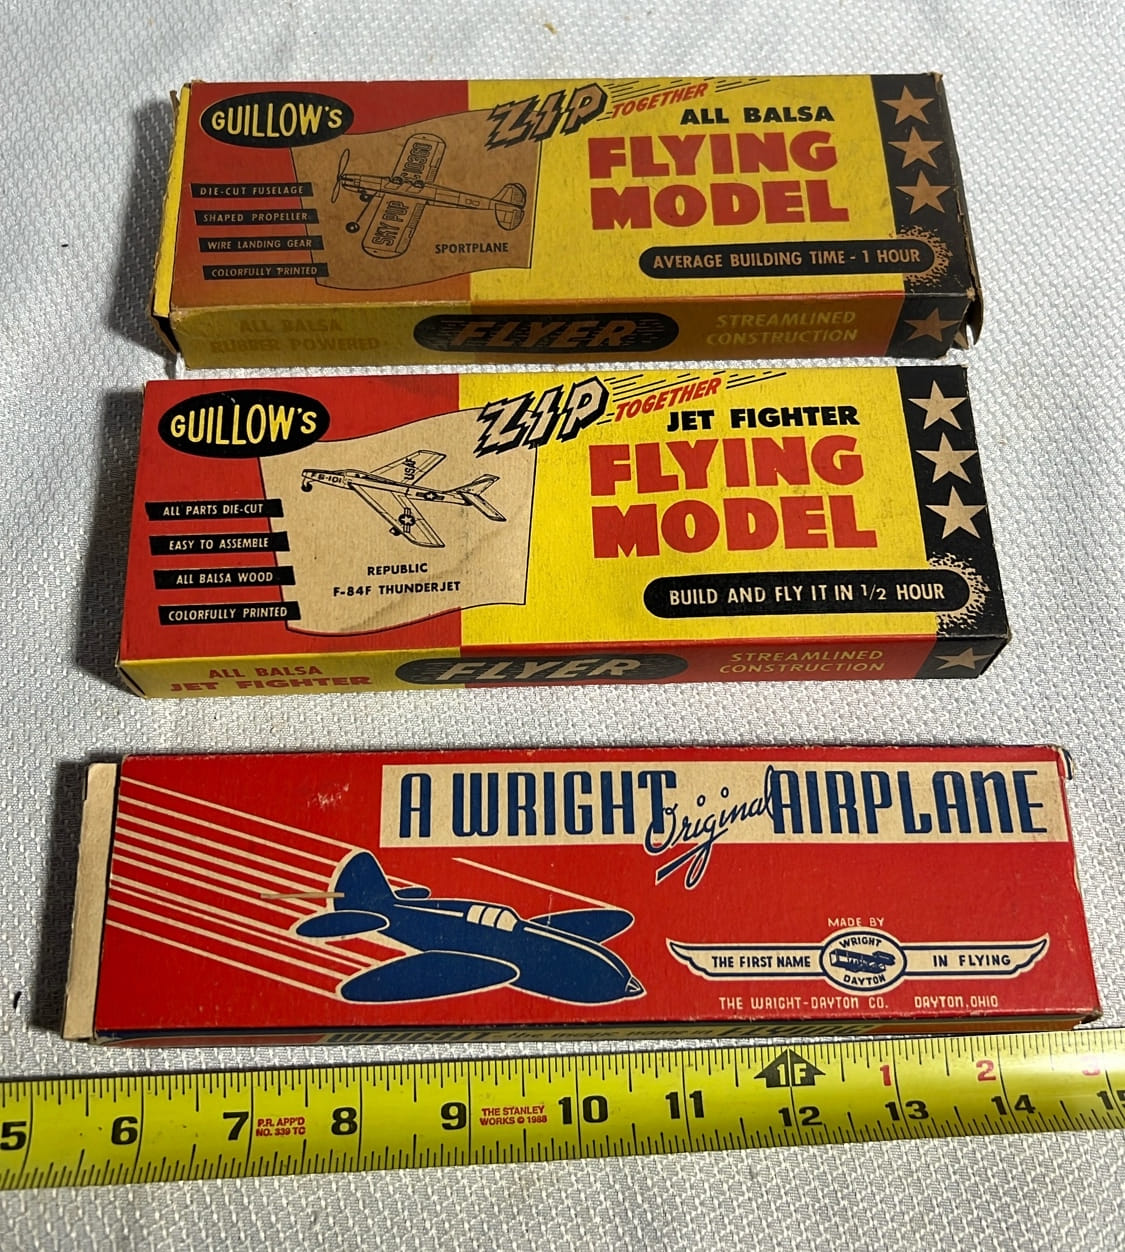 GUILLOW'S
ZIP TOGETHER
ALL BALSA
FLYING
MODEL
DIE-CUT FUSELAGE
SHAPED PROPELLER
WIRE LANDING GEAR
COLORFULLY PRINTED
SKY PUP
SPORTPLANE
AVERAGE BUILDING TIME - 1 HOUR
ALL BALSA
RUBBER POWERED
FLYER
STREAMLINED
CONSTRUCTION
GUILLOW'S
ZIP TOGETHER
JET FIGHTER
FLYING
MODEL
USAF
ALL PARTS DIE-CUT
EASY TO ASSEMBLE
ALL BALSA WOOD
COLORFULLY PRINTED
REPUBLIC
F-84F THUNDERJET
BUILD AND FLY IT IN 1/2 HOUR
ALL BALSA
JET FIGHTER
FLYER
STREAMLINED
CONSTRUCTION
A WRIGHT Original AIRPLANE
MADE BY
WRIGHT
DAYTON
THE FIRST NAME IN FLYING
THE WRIGHT-DAYTON CO. DAYTON, OHIO
FLYING
1F 1 2 3
5 6 7 8 9 10 11 12 13 14
P.R. APP'D
NO. 339 TC
THE STANLEY
WORKS © 1988